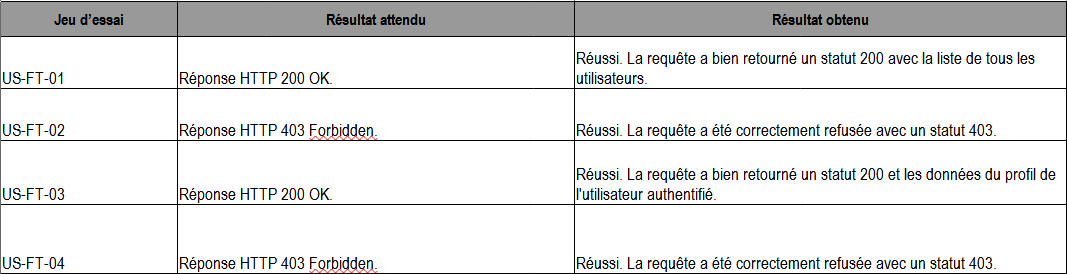 Jeu d’essai Résultat attendu Résultat obtenu
Réussi. La requête a bien retourné un statut 200 avec la liste de tous les
US-FT-01 Réponse HTTP 200 OK. utilisateurs.
US-FT-02 Réponse HTTP 403 Forbidden. Réussi. La requête a été correctement refusée avec un statut 403.
Réussi. La requête a bien retourné un statut 200 et les données du profil de
US-FT-03 Réponse HTTP 200 OK. l'utilisateur authentifié.
US-FT-04 Réponse HTTP 403 Forbidden. Réussi. La requête a été correctement refusée avec un statut 403.